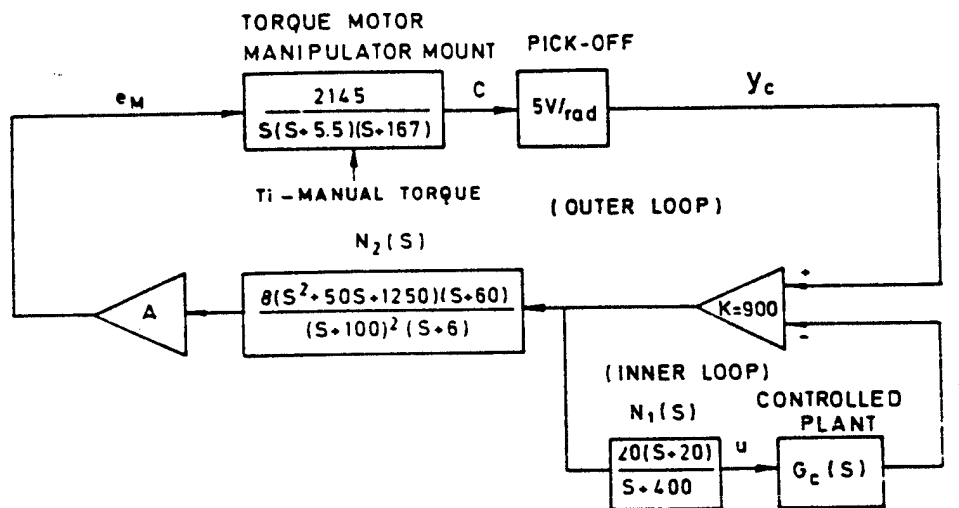 TORQUE MOTOR
MANIPULATOR MOUNT
PICK-OFF
e_M
2145
S(S+5.5)(S+167)
C
5V/rad
y_c
Ti - MANUAL TORQUE
(OUTER LOOP)
N_2(S)
8(S^2+50S+1250)(S+60)
(S+100)^2 (S+6)
A
K=900
+
-
(INNER LOOP)
N_1(S)
CONTROLLED
PLANT
20(S+20)
S+400
u
G_c(S)